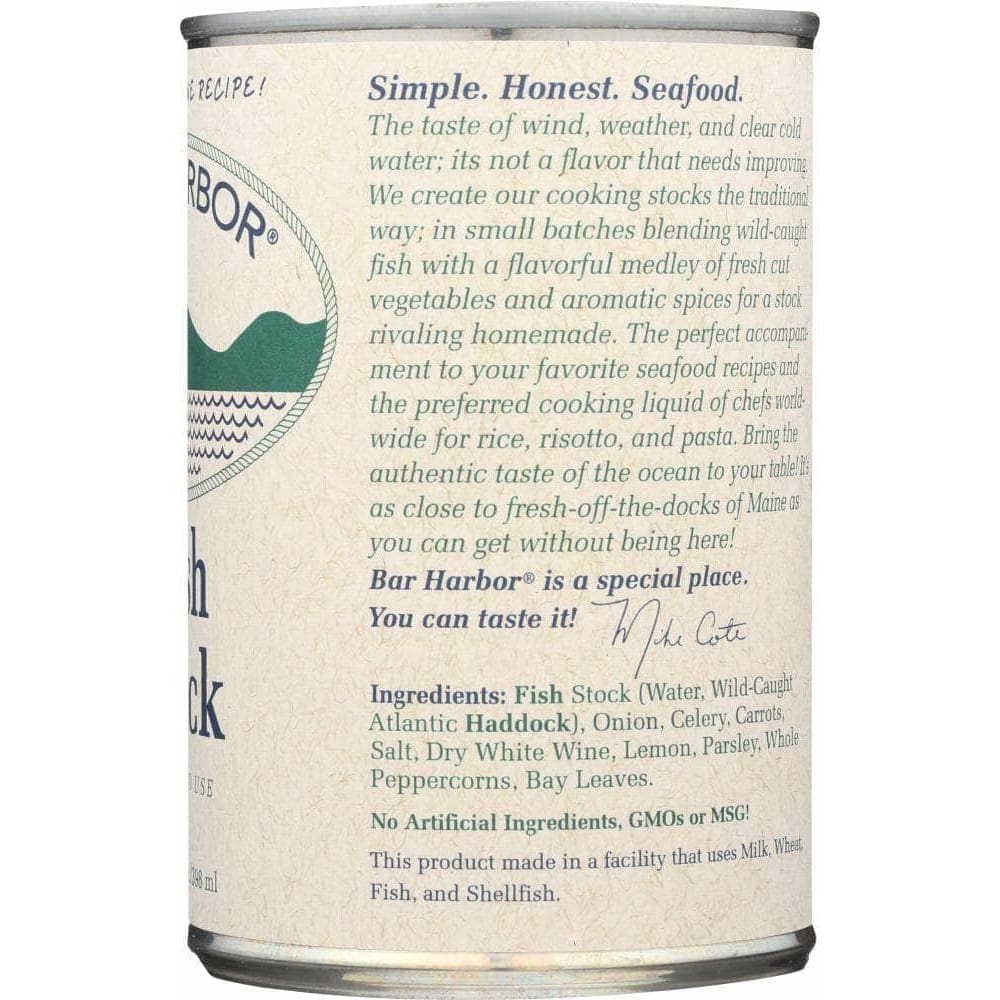 RECIPE!
RBOR®
sh
ck
USE
398 ml
Simple. Honest. Seafood.
The taste of wind, weather, and clear cold
water; its not a flavor that needs improving.
We create our cooking stocks the traditional
way; in small batches blending wild-caught
fish with a flavorful medley of fresh cut
vegetables and aromatic spices for a stock
rivaling homemade. The perfect accompani-
ment to your favorite seafood recipes and
the preferred cooking liquid of chefs world-
wide for rice, risotto, and pasta. Bring the
authentic taste of the ocean to your table! It's
as close to fresh-off-the-docks of Maine as
you can get without being here!
Bar Harbor® is a special place.
You can taste it! Mike Cote
Ingredients: Fish Stock (Water, Wild-Caught
Atlantic Haddock), Onion, Celery, Carrots,
Salt, Dry White Wine, Lemon, Parsley, Whole
Peppercorns, Bay Leaves.
No Artificial Ingredients, GMOs or MSG!
This product made in a facility that uses Milk, Wheat,
Fish, and Shellfish.